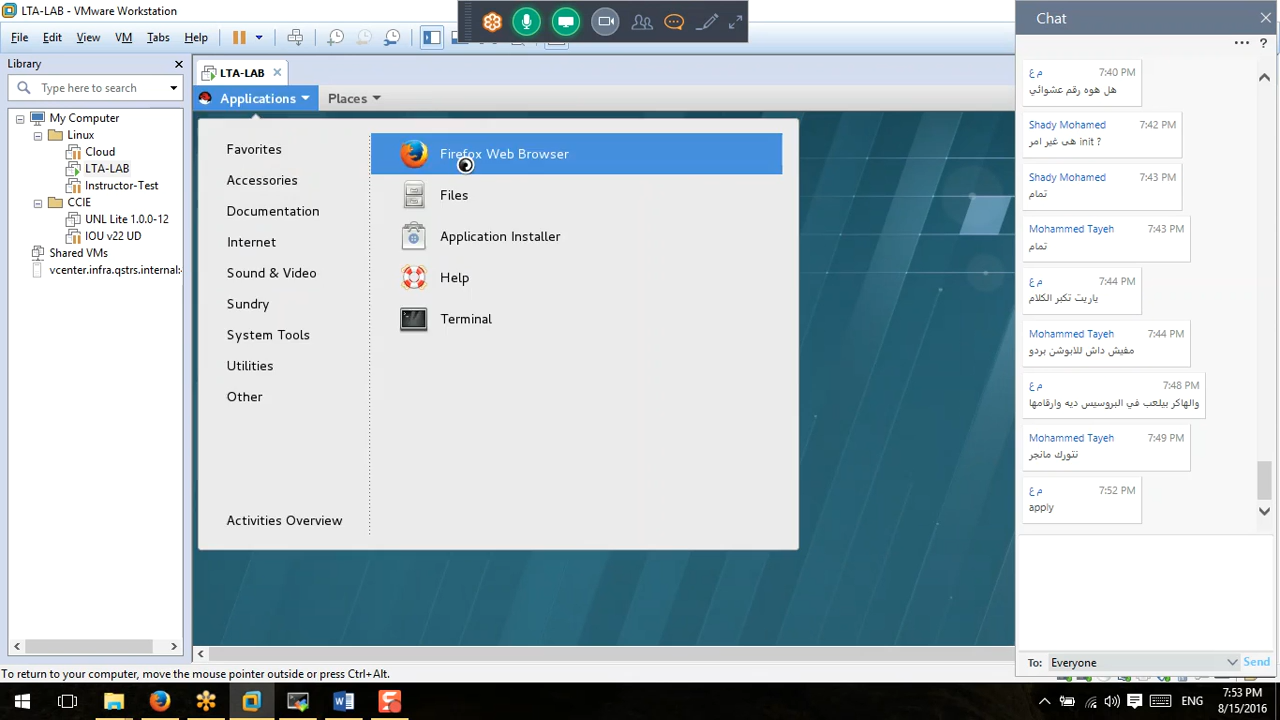 LTA-LAB - VMware Workstation
File Edit View VM Tabs Help
Library
Type here to search
My Computer
Linux
Cloud
LTA-LAB
Instructor-Test
CCIE
UNL Lite 1.0.0-12
IOU v22 UD
Shared VMs
vcenter.infra.qstrs.internal:
LTA-LAB
Applications Places
Favorites
Accessories
Documentation
Internet
Sound & Video
Sundry
System Tools
Utilities
Other
Activities Overview
Firefox Web Browser
Files
Application Installer
Help
Terminal
Chat
م ع 7:40 PM
هل هوه رقم عشوائي
Shady Mohamed 7:42 PM
هى غير امر init ?
Shady Mohamed 7:43 PM
تمام
Mohammed Tayeh 7:43 PM
تمام
م ع 7:44 PM
ياريت تكبر الكلام
Mohammed Tayeh 7:44 PM
مفيش داش للابوشن بردو
م ع 7:48 PM
والهاكر بيلعب في البروسيس ديه وارقامها
Mohammed Tayeh 7:49 PM
نتورك مانجر
م ع 7:52 PM
apply
To: Everyone Send
To return to your computer, move the mouse pointer outside or press Ctrl+Alt.
ENG
7:53 PM
8/15/2016